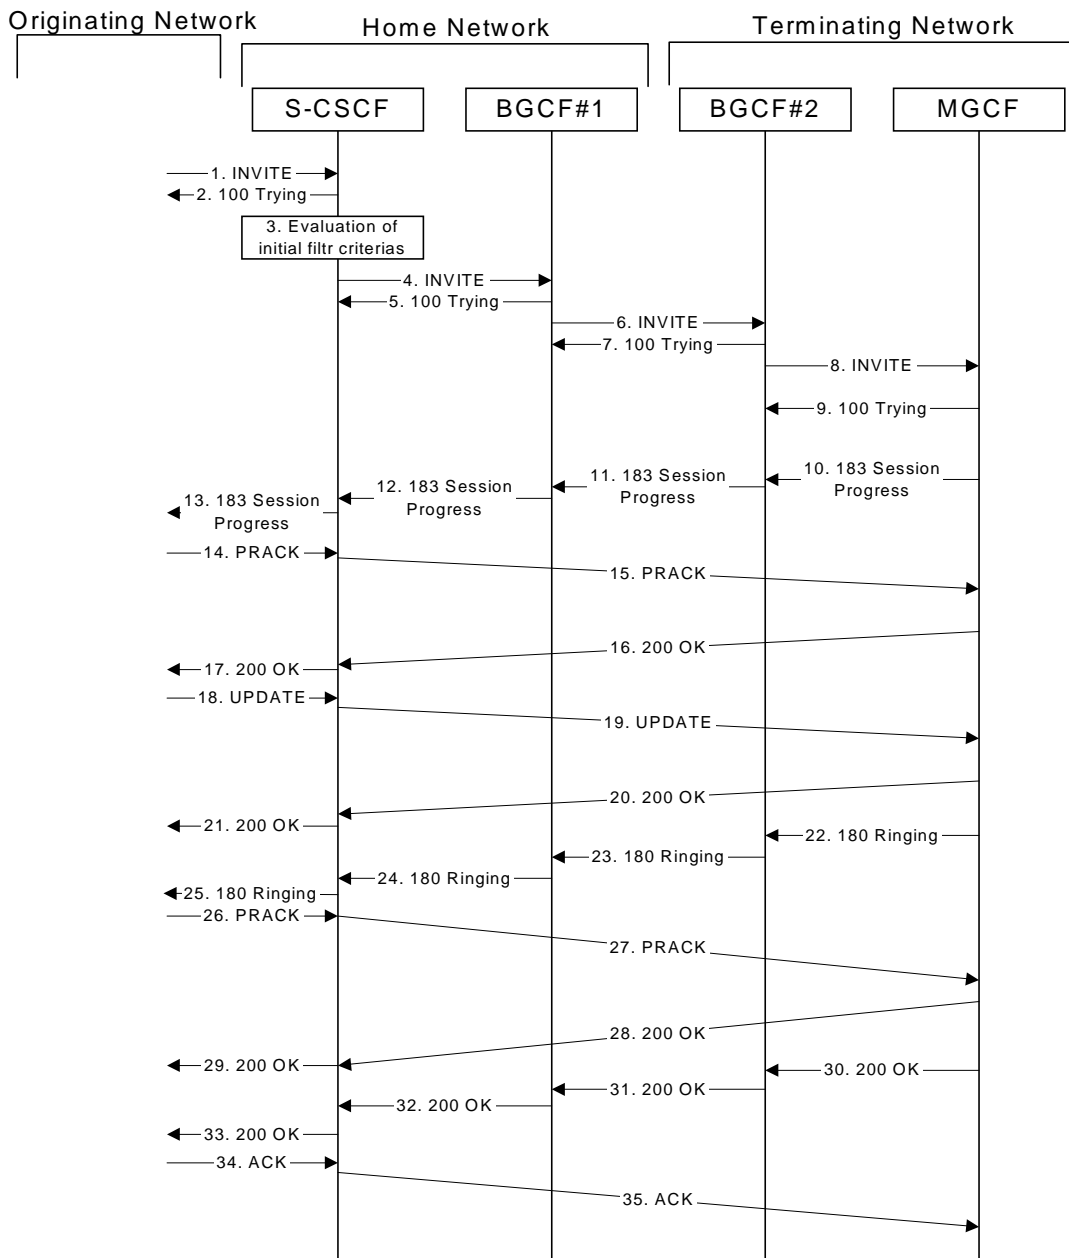 Originating Network
Home Network
Terminating Network
S-CSCF
BGCF#1
BGCF#2
MGCF
1. INVITE
2. 100 Trying
3. Evaluation of
initial filtr criterias
4. INVITE
5. 100 Trying
6. INVITE
7. 100 Trying
8. INVITE
9. 100 Trying
10. 183 Session
Progress
11. 183 Session
Progress
12. 183 Session
Progress
13. 183 Session
Progress
14. PRACK
15. PRACK
16. 200 OK
17. 200 OK
18. UPDATE
19. UPDATE
20. 200 OK
21. 200 OK
22. 180 Ringing
23. 180 Ringing
24. 180 Ringing
25. 180 Ringing
26. PRACK
27. PRACK
28. 200 OK
29. 200 OK
30. 200 OK
31. 200 OK
32. 200 OK
33. 200 OK
34. ACK
35. ACK